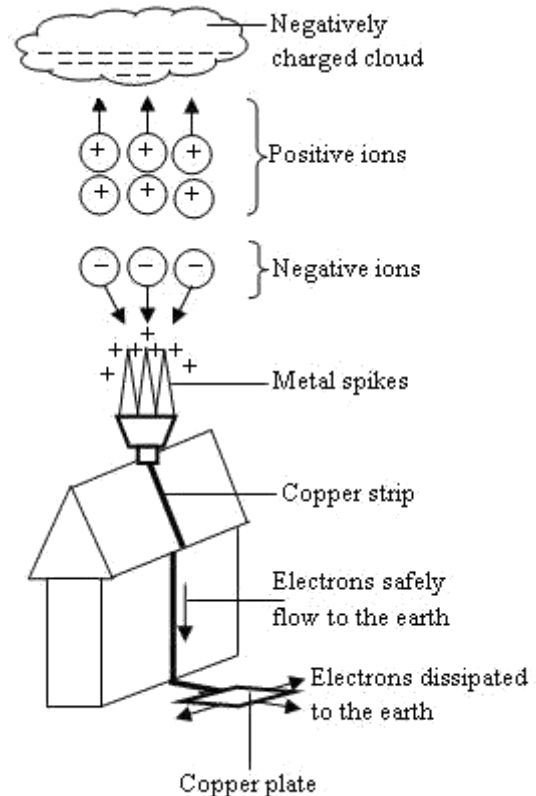 Negatively
charged cloud
Positive ions
Negative ions
Metal spikes
Copper strip
Electrons safely
flow to the earth
Electrons dissipated
to the earth
Copper plate